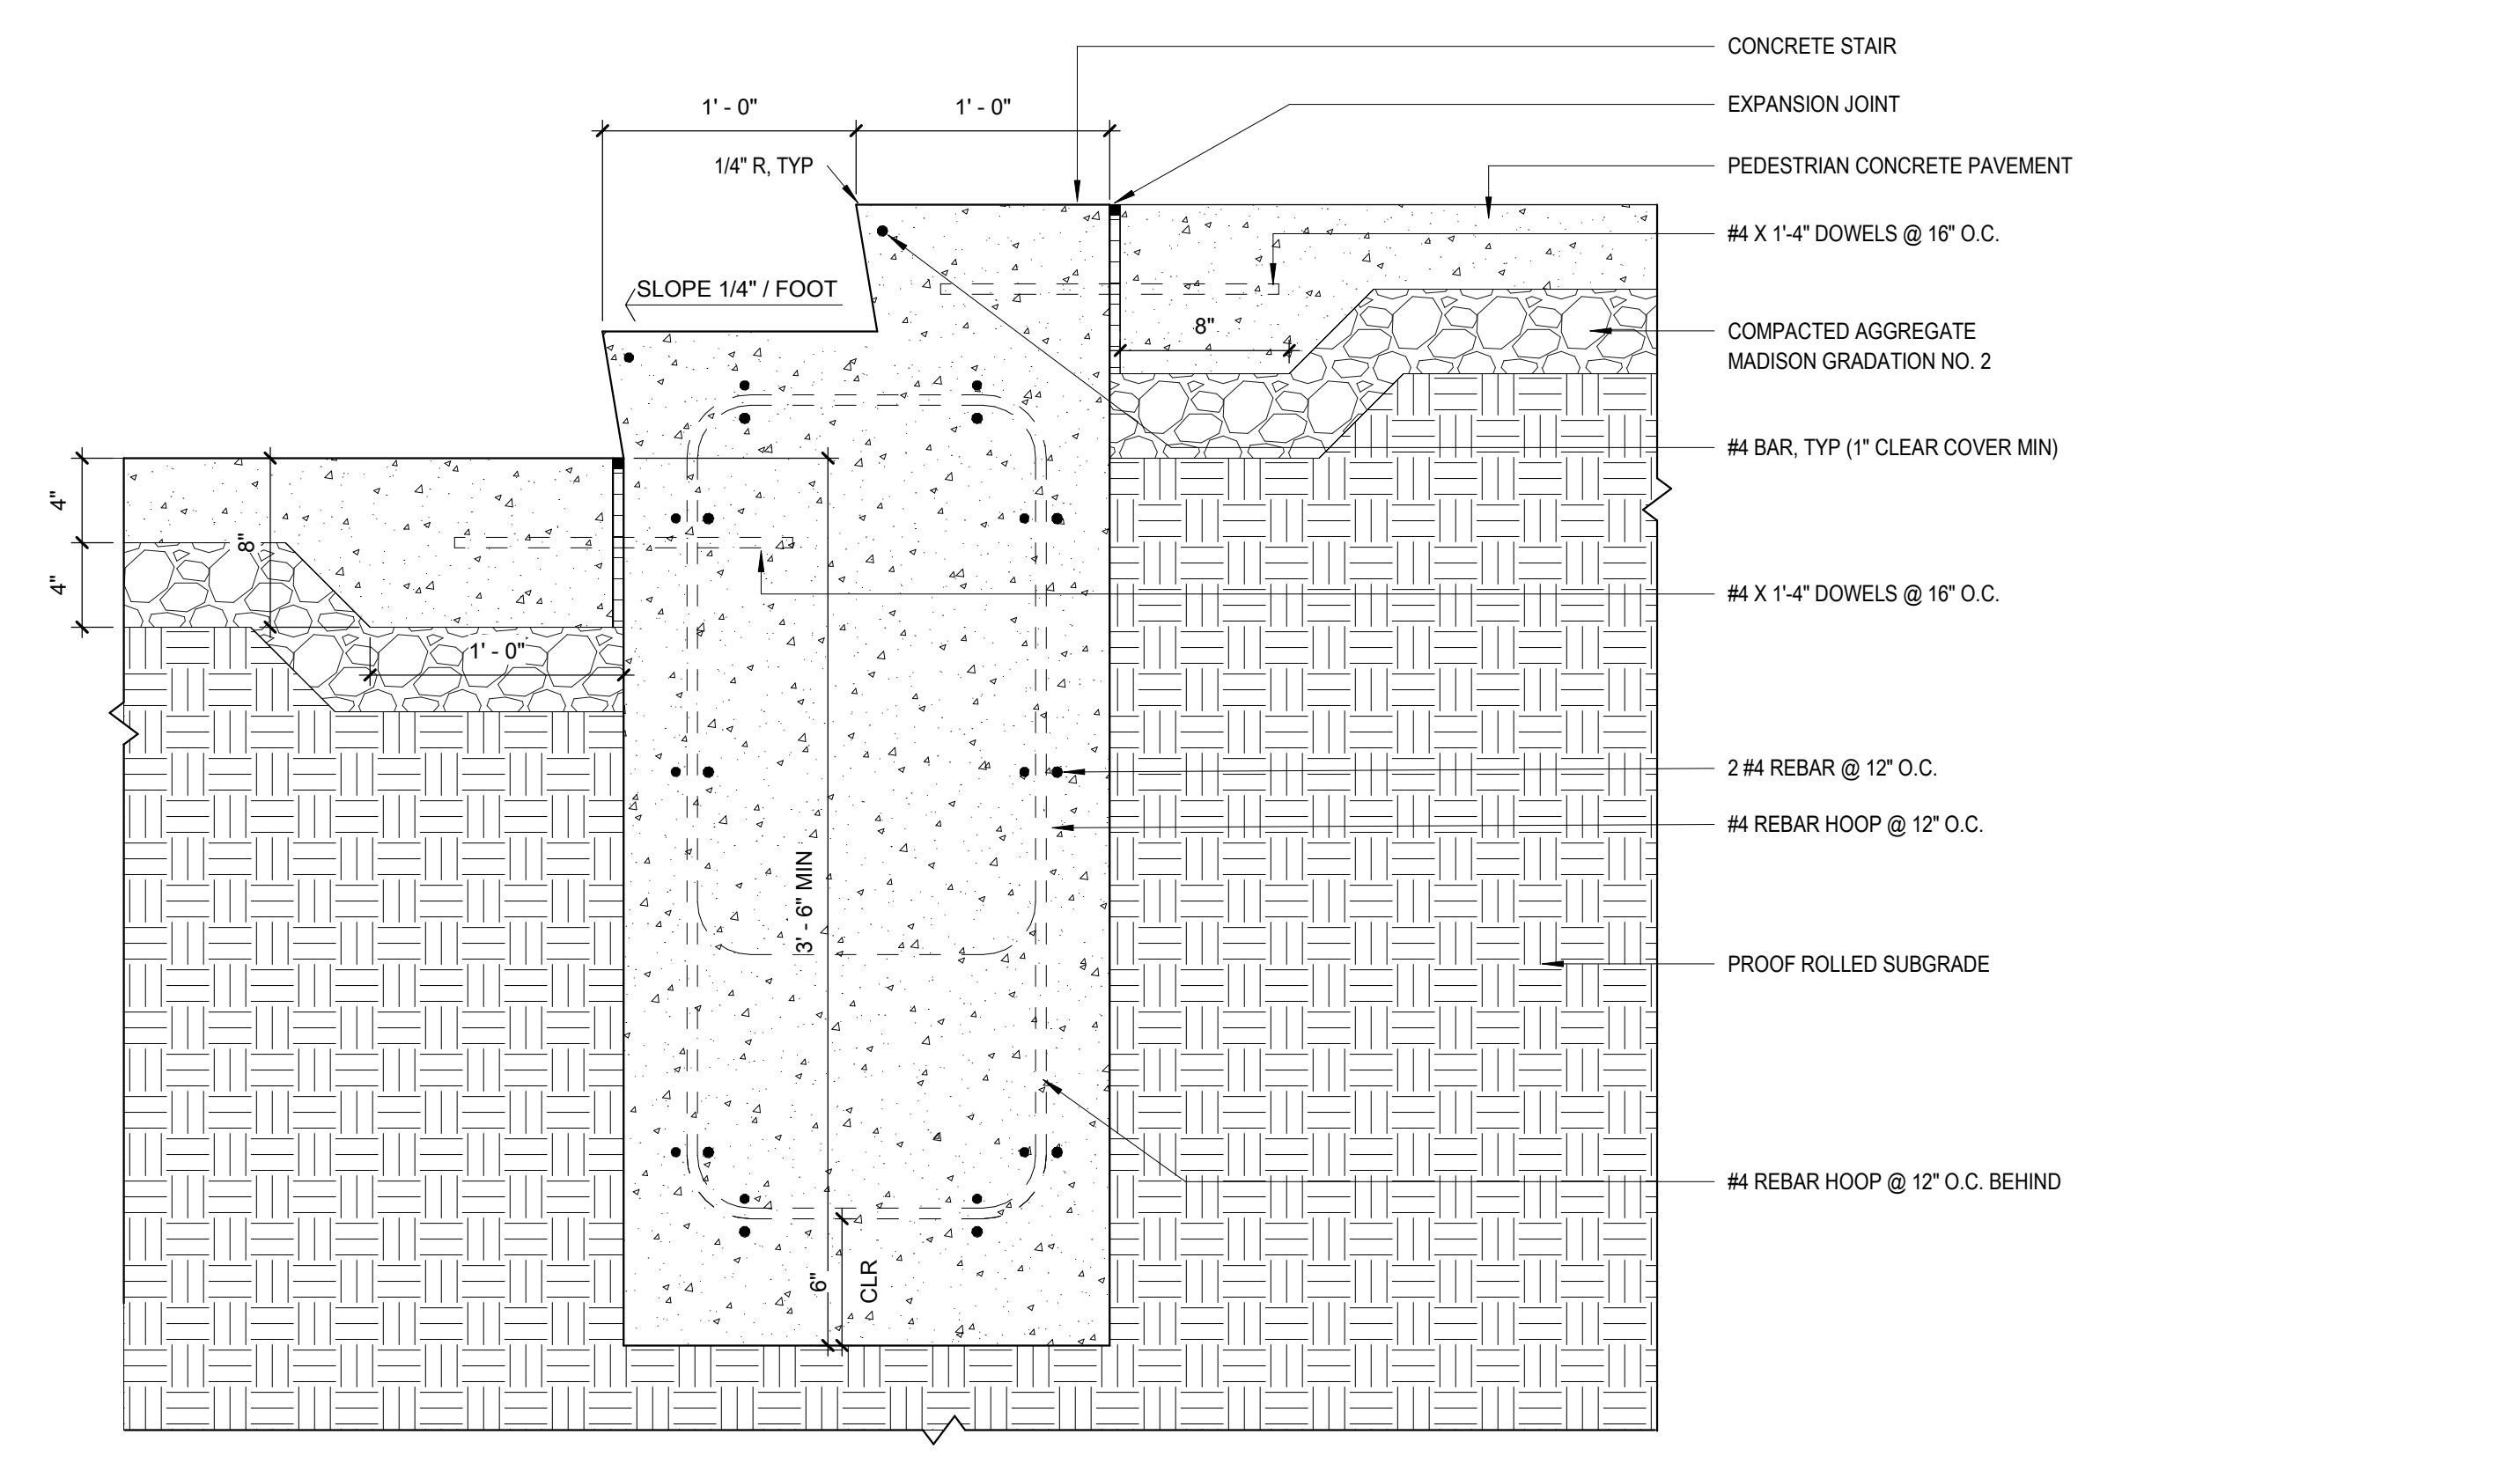 CONCRETE STAIR
1' - 0"
1' - 0"
EXPANSION JOINT
1/4" R, TYP
PEDESTRIAN CONCRETE PAVEMENT
#4 X 1'-4" DOWELS @ 16" O.C.
SLOPE 1/4" / FOOT
8"
COMPACTED AGGREGATE
MADISON GRADATION NO. 2
#4 BAR, TYP (1" CLEAR COVER MIN)
4"
8"
4"
#4 X 1'-4" DOWELS @ 16" O.C.
1' - 0"
2 #4 REBAR @ 12" O.C.
#4 REBAR HOOP @ 12" O.C.
3' - 6" MIN
PROOF ROLLED SUBGRADE
#4 REBAR HOOP @ 12" O.C. BEHIND
6"
CLR